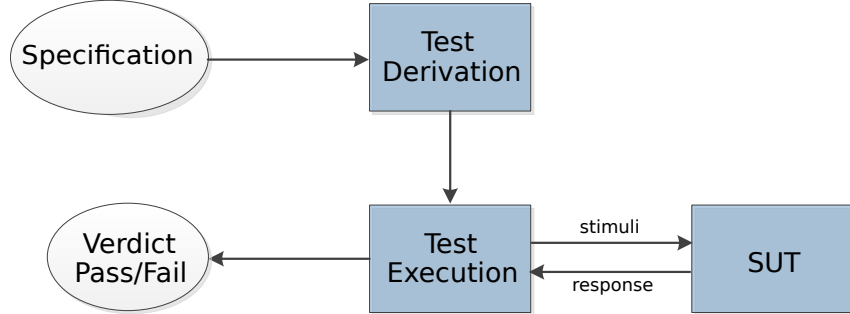 Specification
Test
Derivation
Verdict
Pass/Fail
Test
Execution
stimuli
response
SUT